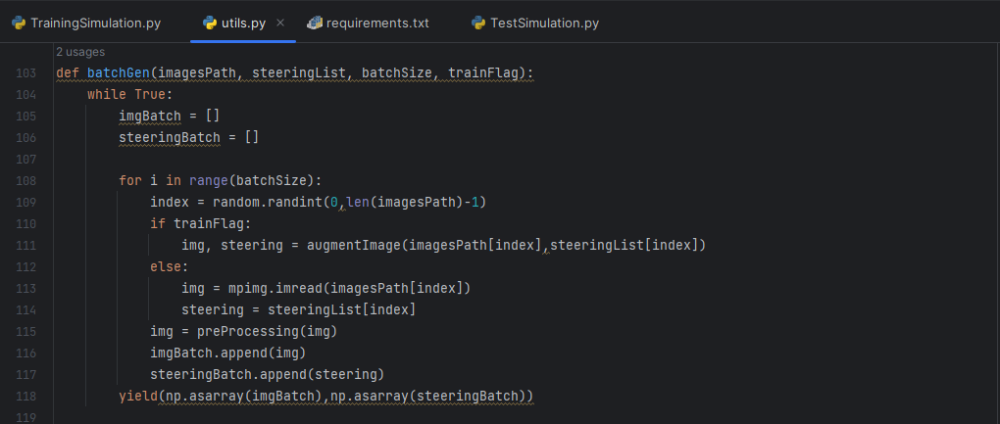 TrainingSimulation.py utils.py × requirements.txt TestSimulation.py
2 usages
103 def batchGen(imagesPath, steeringList, batchSize, trainFlag):
104     while True:
105         imgBatch = []
106         steeringBatch = []
107
108         for i in range(batchSize):
109             index = random.randint(0,len(imagesPath)-1)
110             if trainFlag:
111                 img, steering = augmentImage(imagesPath[index],steeringList[index])
112             else:
113                 img = mpimg.imread(imagesPath[index])
114                 steering = steeringList[index]
115             img = preProcessing(img)
116             imgBatch.append(img)
117             steeringBatch.append(steering)
118         yield(np.asarray(imgBatch),np.asarray(steeringBatch))
119